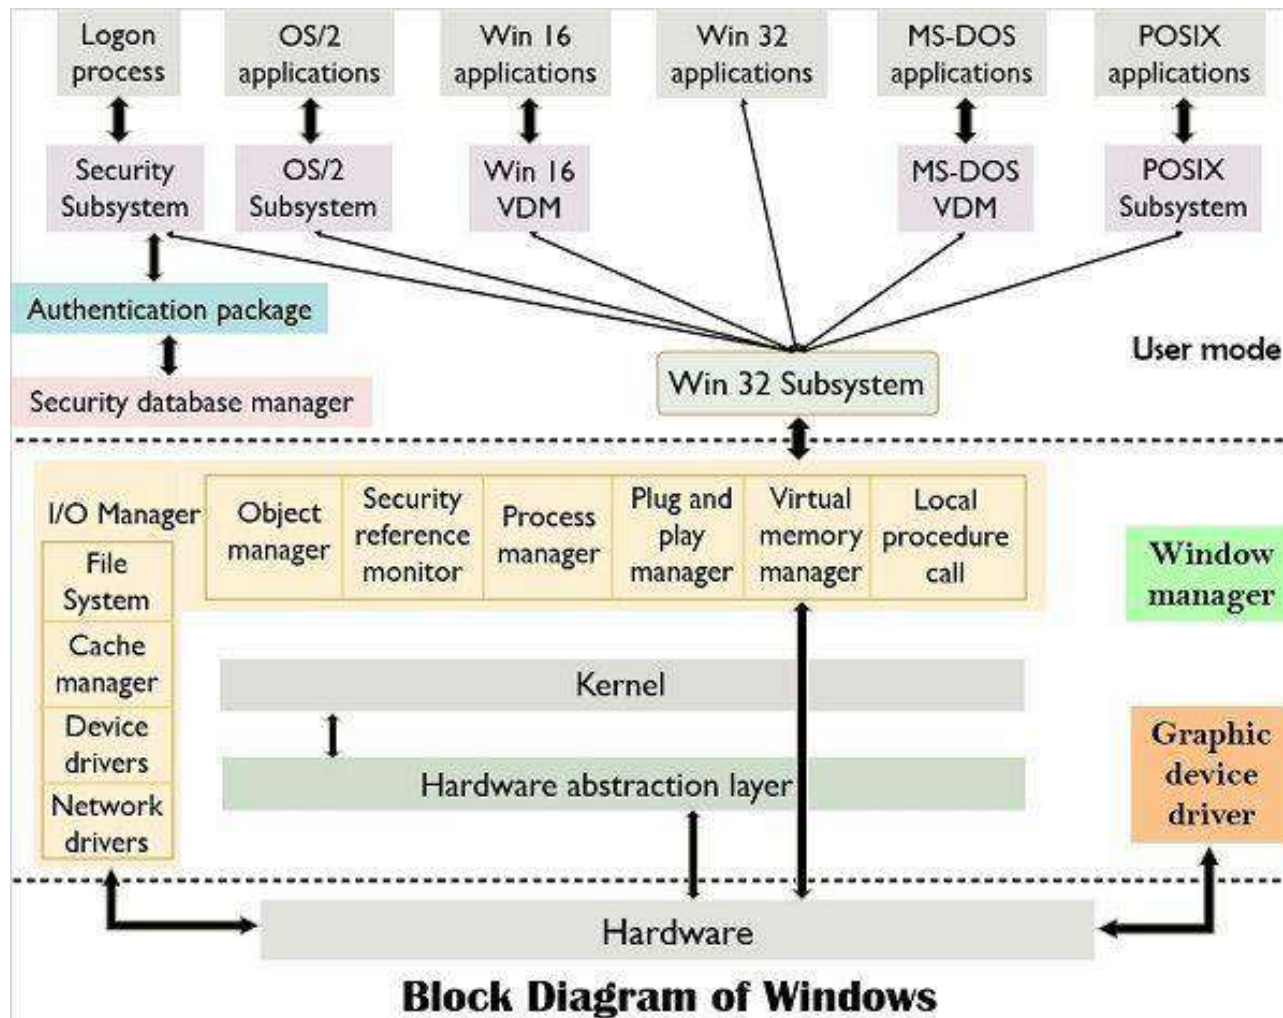 Logon
process
OS/2
applications
Win 16
applications
Win 32
applications
MS-DOS
applications
POSIX
applications
Security
Subsystem
OS/2
Subsystem
Win 16
VDM
MS-DOS
VDM
POSIX
Subsystem
Authentication package
User mode
Win 32 Subsystem
Security database manager
I/O Manager
Object
manager
Security
reference
monitor
Process
manager
Plug and
play
manager
Virtual
memory
manager
Local
procedure
call
Window
manager
File
System
Cache
manager
Device
drivers
Network
drivers
Kernel
Hardware abstraction layer
Graphic
device
driver
Hardware
Block Diagram of Windows